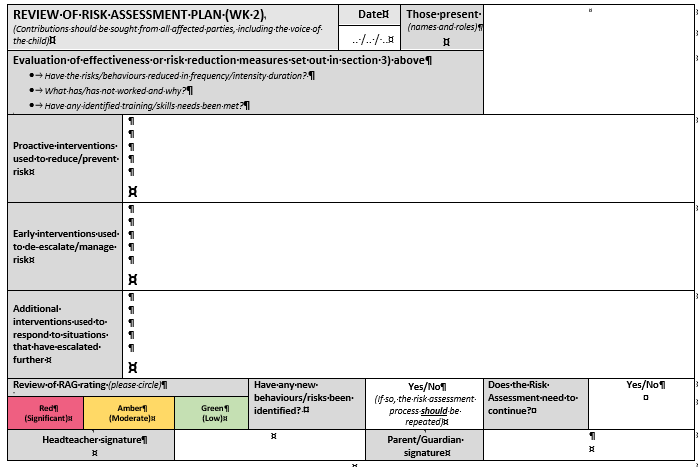 REVIEW OF RISK ASSESSMENT PLAN (WK 2).
(Contributions should be sought from all affected parties, including the voice of
the child)
Date
../../..
Those present
(names and roles)
Evaluation of effectiveness or risk reduction measures set out in section 3) above
• Have the risks/behaviours reduced in frequency/intensity duration?
• What has/has not worked and why?
• Have any identified training/skills needs been met?
Proactive interventions
used to reduce/prevent
risk
Early interventions used
to de-escalate/manage
risk
Additional
interventions used to
respond to situations
that have escalated
further
Review of RAG rating (please circle)
Red
(Significant)
Amber
(Moderate)
Green
(Low)
Have any new
behaviours/risks been
identified?
Yes/No
(If so, the risk assessment
process should be
repeated)
Does the Risk
Assessment need to
continue?
Yes/No
Headteacher signature
Parent/Guardian
signature